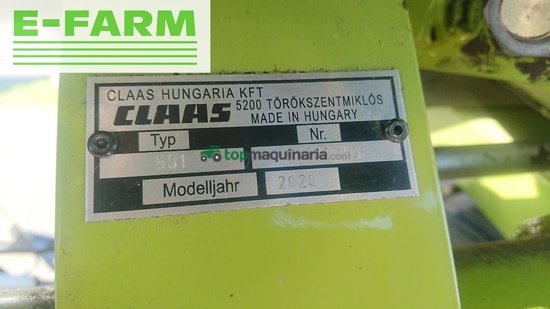 E-FARM
CLAAS HUNGARIA KFT
5200 TÖRÖKSZENTMIKLÓS
CLAAS
MADE IN HUNGARY
Typ
Nr.
topmaquinaria.com
Modelljahr
2020